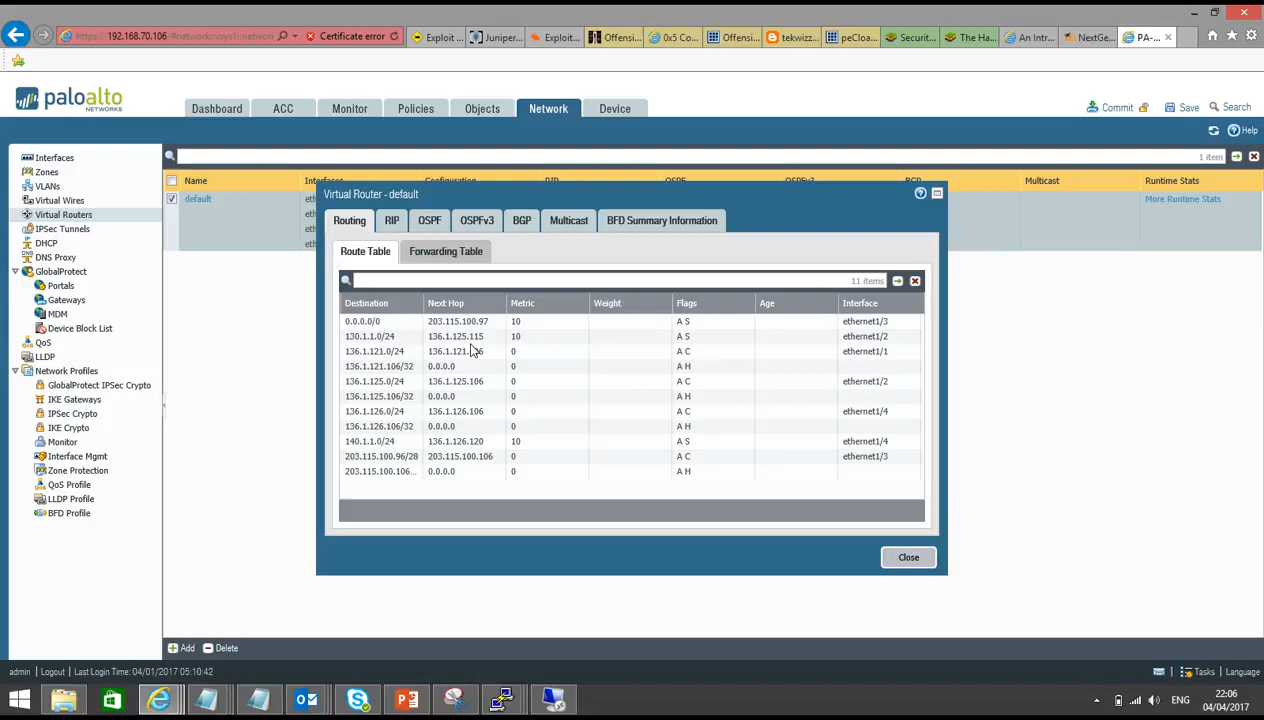 https://192.168.70.106/#network::vsys1::network
Certificate error
Exploit ...
Juniper...
Exploit...
Offensi...
0x5 Co...
Offensi...
tekwizz...
peCloa...
Securit...
The Ha...
An Intr...
NextGe...
PA-...
paloalto
NETWORKS
Dashboard
ACC
Monitor
Policies
Objects
Network
Device
Commit
Save
Search
Help
Interfaces
Zones
VLANs
Virtual Wires
Virtual Routers
IPSec Tunnels
DHCP
DNS Proxy
GlobalProtect
Portals
Gateways
MDM
Device Block List
QoS
LLDP
Network Profiles
GlobalProtect IPSec Crypto
IKE Gateways
IPSec Crypto
IKE Crypto
Monitor
Interface Mgmt
Zone Protection
QoS Profile
LLDP Profile
BFD Profile
1 item
Name
Multicast
Runtime Stats
default
More Runtime Stats
Virtual Router - default
Routing RIP OSPF OSPFv3 BGP Multicast BFD Summary Information
Route Table Forwarding Table
11 items
Destination Next Hop Metric Weight Flags Age Interface
0.0.0.0/0 203.115.100.97 10 A S ethernet1/3
130.1.1.0/24 136.1.125.115 10 A S ethernet1/2
136.1.121.0/24 0 A C ethernet1/1
136.1.121.106/32 0.0.0.0 0 A H
136.1.125.0/24 136.1.125.106 0 A C ethernet1/2
136.1.125.106/32 0.0.0.0 0 A H
136.1.126.0/24 136.1.126.106 0 A C ethernet1/4
136.1.126.106/32 0.0.0.0 0 A H
140.1.1.0/24 136.1.126.120 10 A S ethernet1/4
203.115.100.96/28 203.115.100.106 0 A C ethernet1/3
203.115.100.106... 0.0.0.0 0 A H
Close
Add Delete
admin | Logout | Last Login Time: 04/01/2017 05:10:42
Tasks | Language
ENG
22:06
04/04/2017